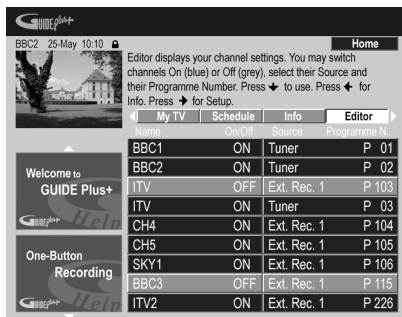 GUIDE Plus+
BBC2 25-May 10:10
Home
Editor displays your channel settings. You may switch
channels On (blue) or Off (grey), select their Source and
their Programme Number. Press to use. Press for
Info. Press for Setup.
My TV Schedule Info Editor
Name On/Off Source Programme N.
BBC1 ON Tuner P 01
BBC2 ON Tuner P 02
ITV OFF Ext. Rec. 1 P 103
ITV ON Tuner P 03
CH4 ON Ext. Rec. 1 P 104
CH5 ON Ext. Rec. 1 P 105
SKY1 ON Ext. Rec. 1 P 106
BBC3 OFF Ext. Rec. 1 P 115
ITV2 ON Ext. Rec. 1 P 226
Welcome to
GUIDE Plus+
GUIDE Plus+ Help
One-Button
Recording
GUIDE Plus+ Help